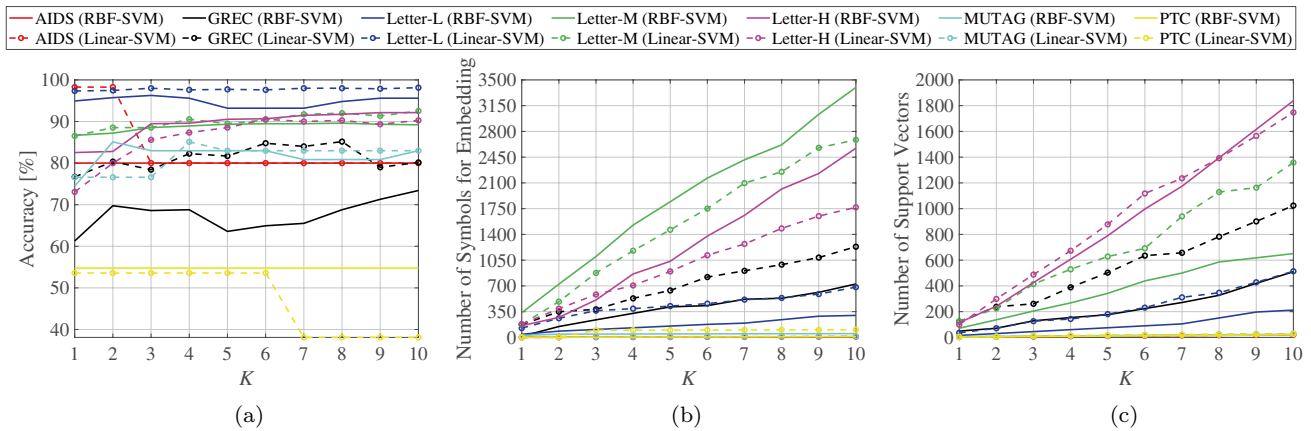 AIDS (RBF-SVM) GREC (RBF-SVM) Letter-L (RBF-SVM) Letter-M (RBF-SVM) Letter-H (RBF-SVM) MUTAG (RBF-SVM) PTC (RBF-SVM)
AIDS (Linear-SVM) GREC (Linear-SVM) Letter-L (Linear-SVM) Letter-M (Linear-SVM) Letter-H (Linear-SVM) MUTAG (Linear-SVM) PTC (Linear-SVM)
Accuracy [%]
100
90
80
70
60
50
40
1 2 3 4 5 6 7 8 9 10
K
(a)
Number of Symbols for Embedding
3500
3150
2800
2450
2100
1750
1400
1050
700
350
0
1 2 3 4 5 6 7 8 9 10
K
(b)
Number of Support Vectors
2000
1800
1600
1400
1200
1000
800
600
400
200
0
1 2 3 4 5 6 7 8 9 10
K
(c)